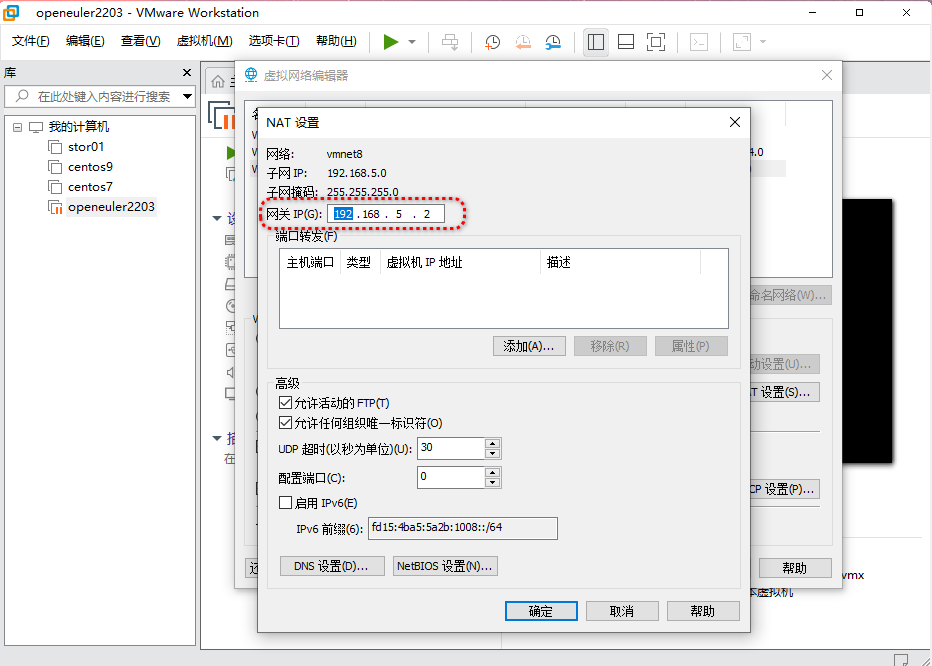 openeuler2203 - VMware Workstation
文件(F) 编辑(E) 查看(V) 虚拟机(M) 选项卡(T) 帮助(H)
库
在此处键入内容进行搜索
我的计算机
stor01
centos9
centos7
openeuler2203
虚拟网络编辑器
4.0
命名网络(W)...
动设置(U)...
T 设置(S)...
CP 设置(P)...
帮助
vmx
本虚拟机
NAT 设置
网络: vmnet8
子网 IP: 192.168.5.0
子网掩码: 255.255.255.0
网关 IP(G): 192 . 168 . 5 . 2
端口转发(F)
主机端口 类型 虚拟机 IP 地址 描述
添加(A)... 移除(R) 属性(P)
高级
允许活动的 FTP(T)
允许任何组织唯一标识符(O)
UDP 超时(以秒为单位)(U): 30
配置端口(C): 0
启用 IPv6(E)
IPv6 前缀(6): fd15:4ba5:5a2b:1008::/64
DNS 设置(D)... NetBIOS 设置(N)...
确定 取消 帮助